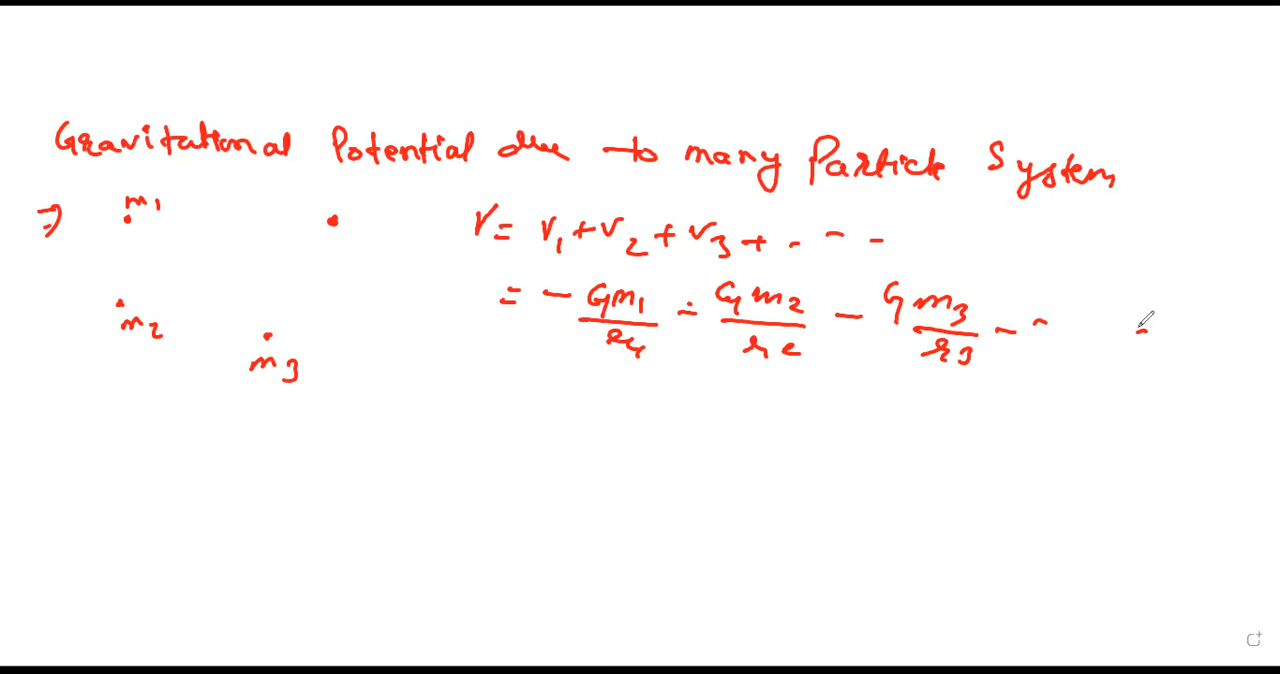 Gravitational Potential due to many Particle System
⇒ m1 V = V1 + V2 + V3 + - - -
= - Gm1/r1 - Gm2/r2 - Gm3/r3 - - =
m2
m3